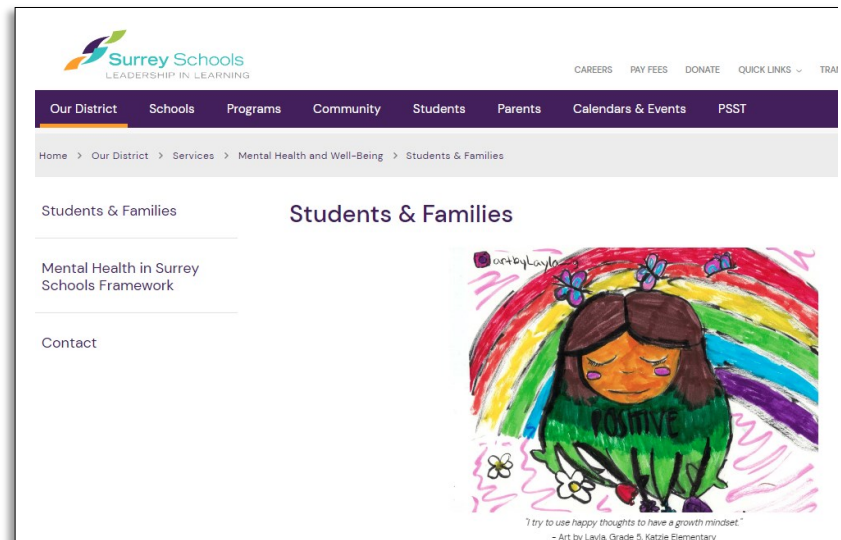 Surrey Schools
LEADERSHIP IN LEARNING
CAREERS PAY FEES DONATE QUICK LINKS
Our District Schools Programs Community Students Parents Calendars & Events PSST
Home > Our District > Services > Mental Health and Well-Being > Students & Families
Students & Families
Mental Health in Surrey
Schools Framework
Contact
Students & Families
POSITIVE
"I try to use happy thoughts to have a growth mindset."
- Art by Layla, Grade 5, Katzie Elementary